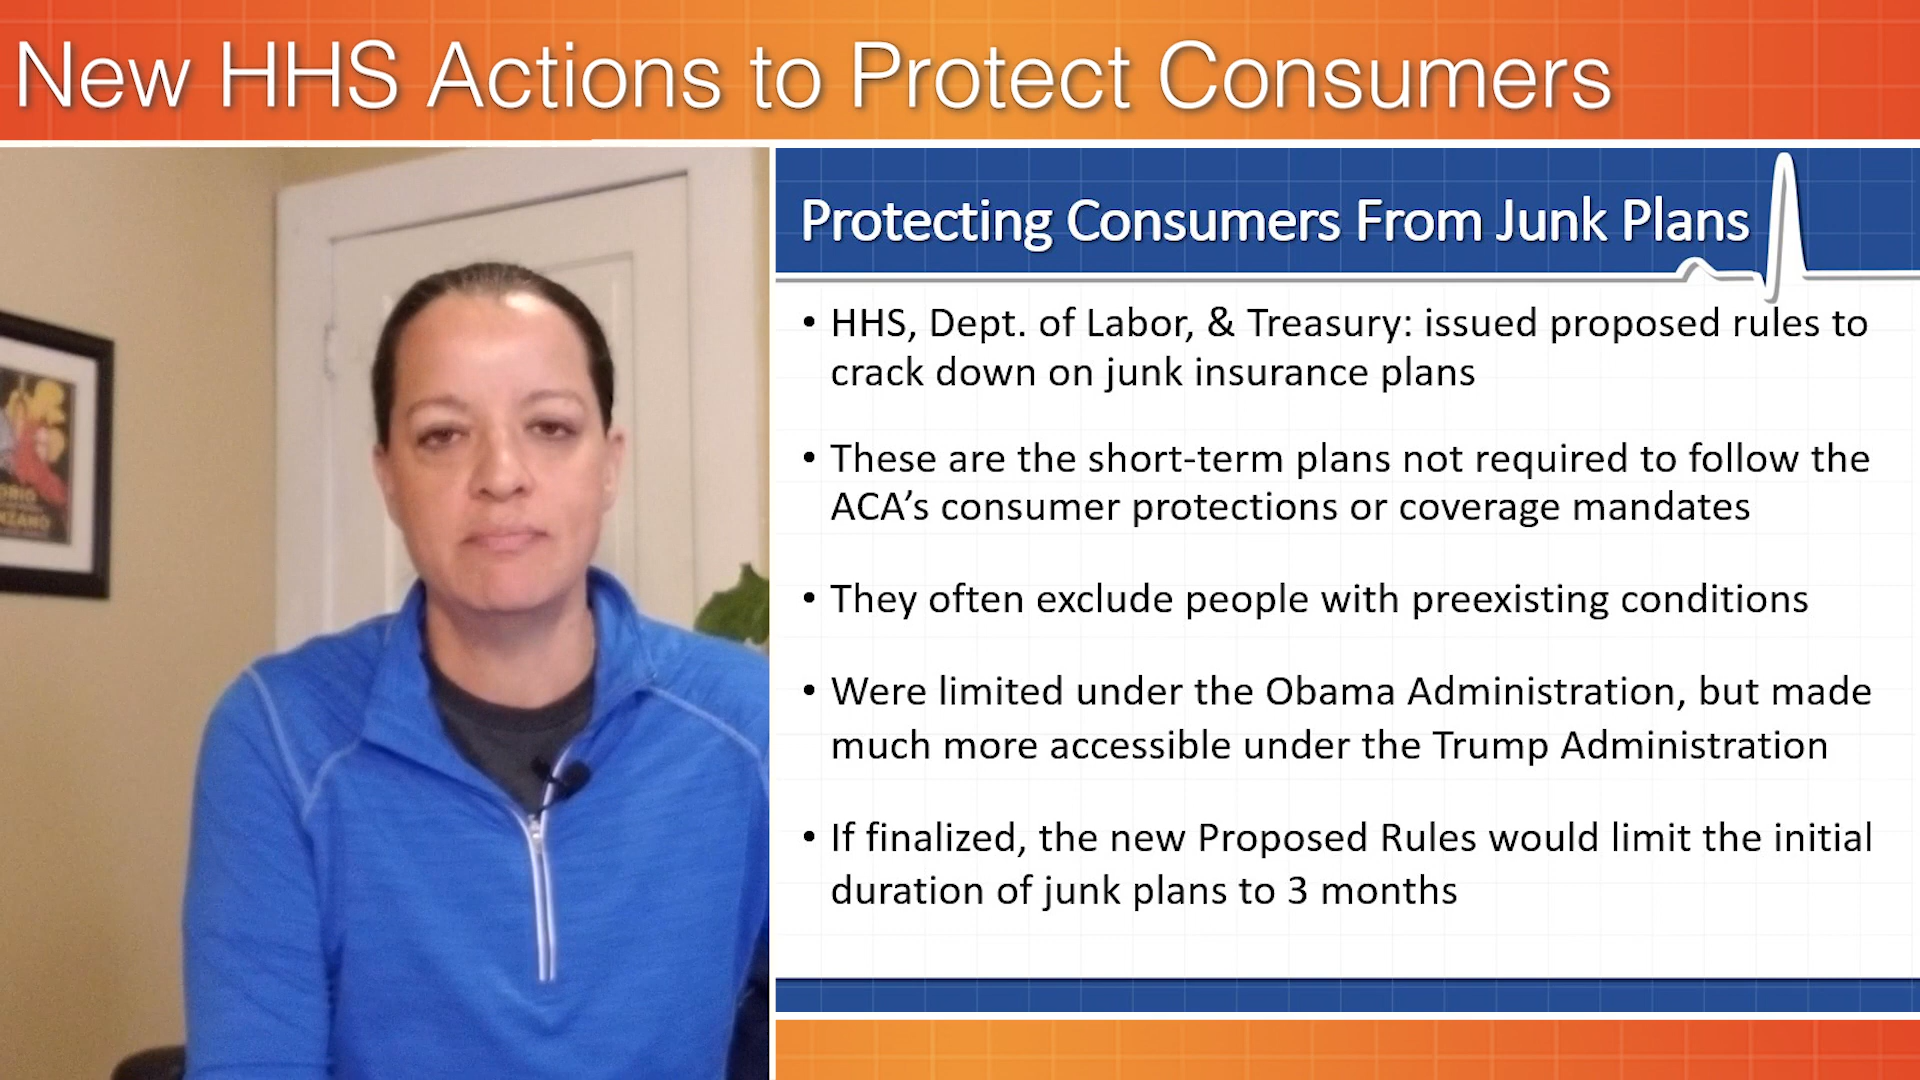 New HHS Actions to Protect Consumers
Protecting Consumers From Junk Plans
• HHS, Dept. of Labor, & Treasury: issued proposed rules to
crack down on junk insurance plans
• These are the short-term plans not required to follow the
ACA’s consumer protections or coverage mandates
• They often exclude people with preexisting conditions
• Were limited under the Obama Administration, but made
much more accessible under the Trump Administration
• If finalized, the new Proposed Rules would limit the initial
duration of junk plans to 3 months